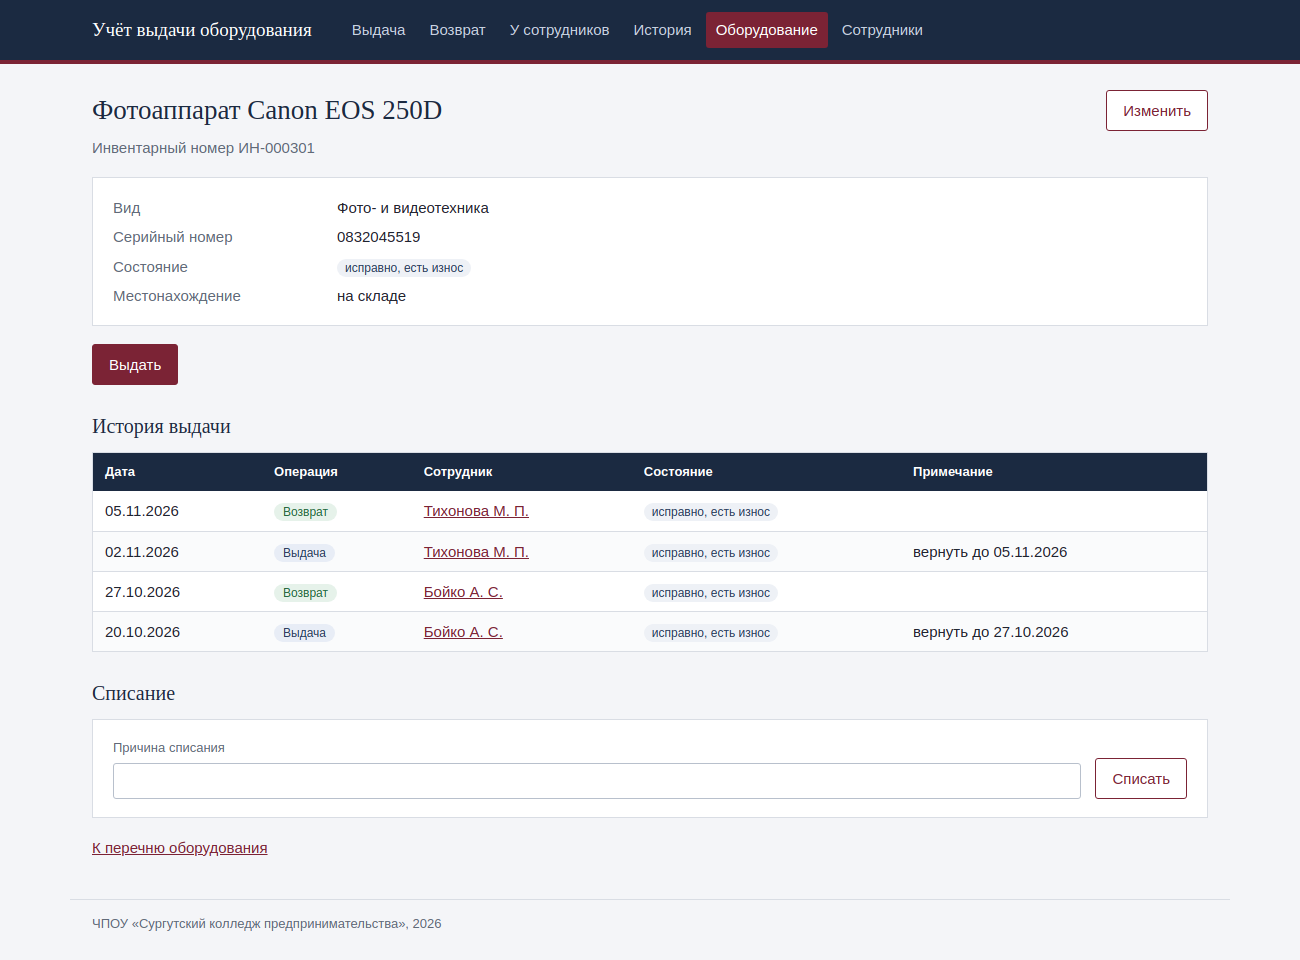 Учёт выдачи оборудования Выдача Возврат У сотрудников История Оборудование Сотрудники
Фотоаппарат Canon EOS 250D Изменить
Инвентарный номер ИН-000301
Вид Фото- и видеотехника
Серийный номер 0832045519
Состояние исправно, есть износ
Местонахождение на складе
Выдать
История выдачи
Дата Операция Сотрудник Состояние Примечание
05.11.2026 Возврат Тихонова М. П. исправно, есть износ
02.11.2026 Выдача Тихонова М. П. исправно, есть износ вернуть до 05.11.2026
27.10.2026 Возврат Бойко А. С. исправно, есть износ
20.10.2026 Выдача Бойко А. С. исправно, есть износ вернуть до 27.10.2026
Списание
Причина списания
Списать
К перечню оборудования
ЧПОУ «Сургутский колледж предпринимательства», 2026